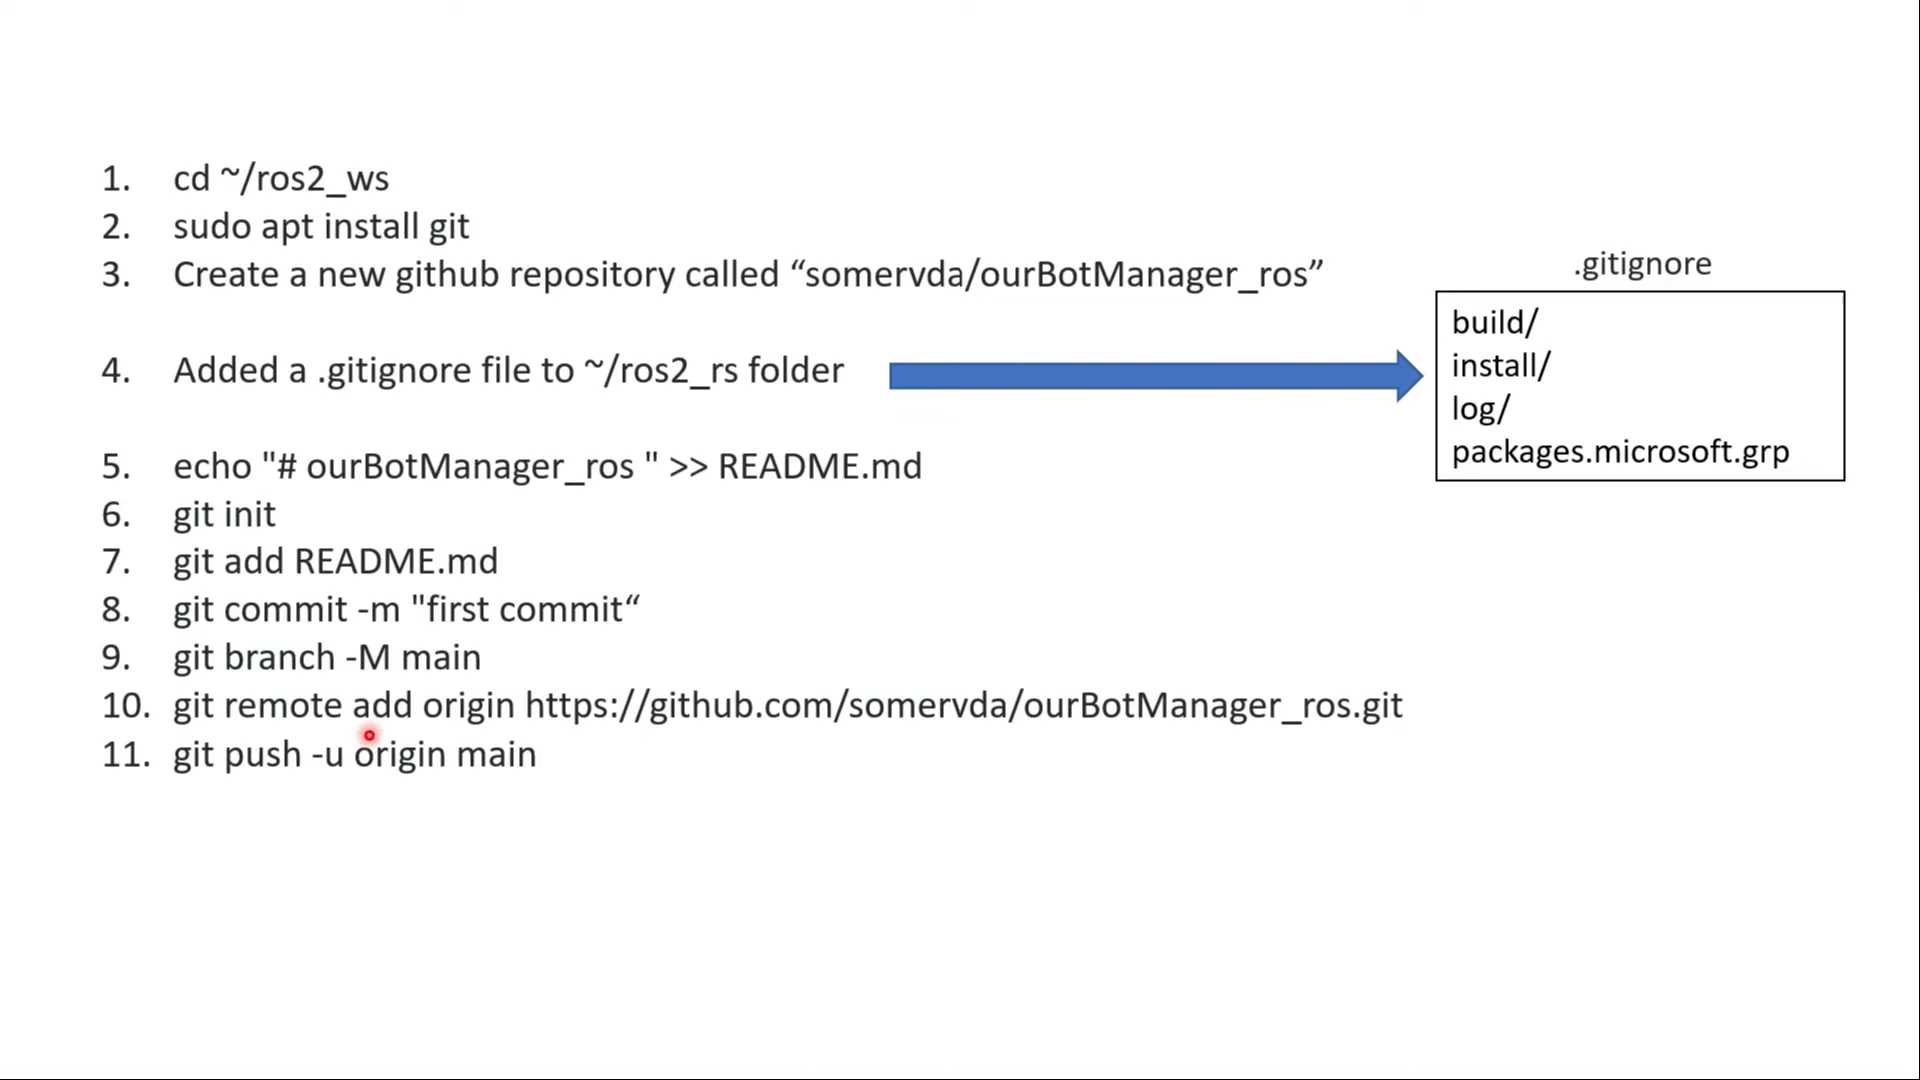 1. cd ~/ros2_ws
2. sudo apt install git
3. Create a new github repository called “somervda/ourBotManager_ros”
4. Added a .gitignore file to ~/ros2_rs folder
5. echo "# ourBotManager_ros " >> README.md
6. git init
7. git add README.md
8. git commit -m "first commit“
9. git branch -M main
10. git remote add origin https://github.com/somervda/ourBotManager_ros.git
11. git push -u origin main
.gitignore
build/
install/
log/
packages.microsoft.grp